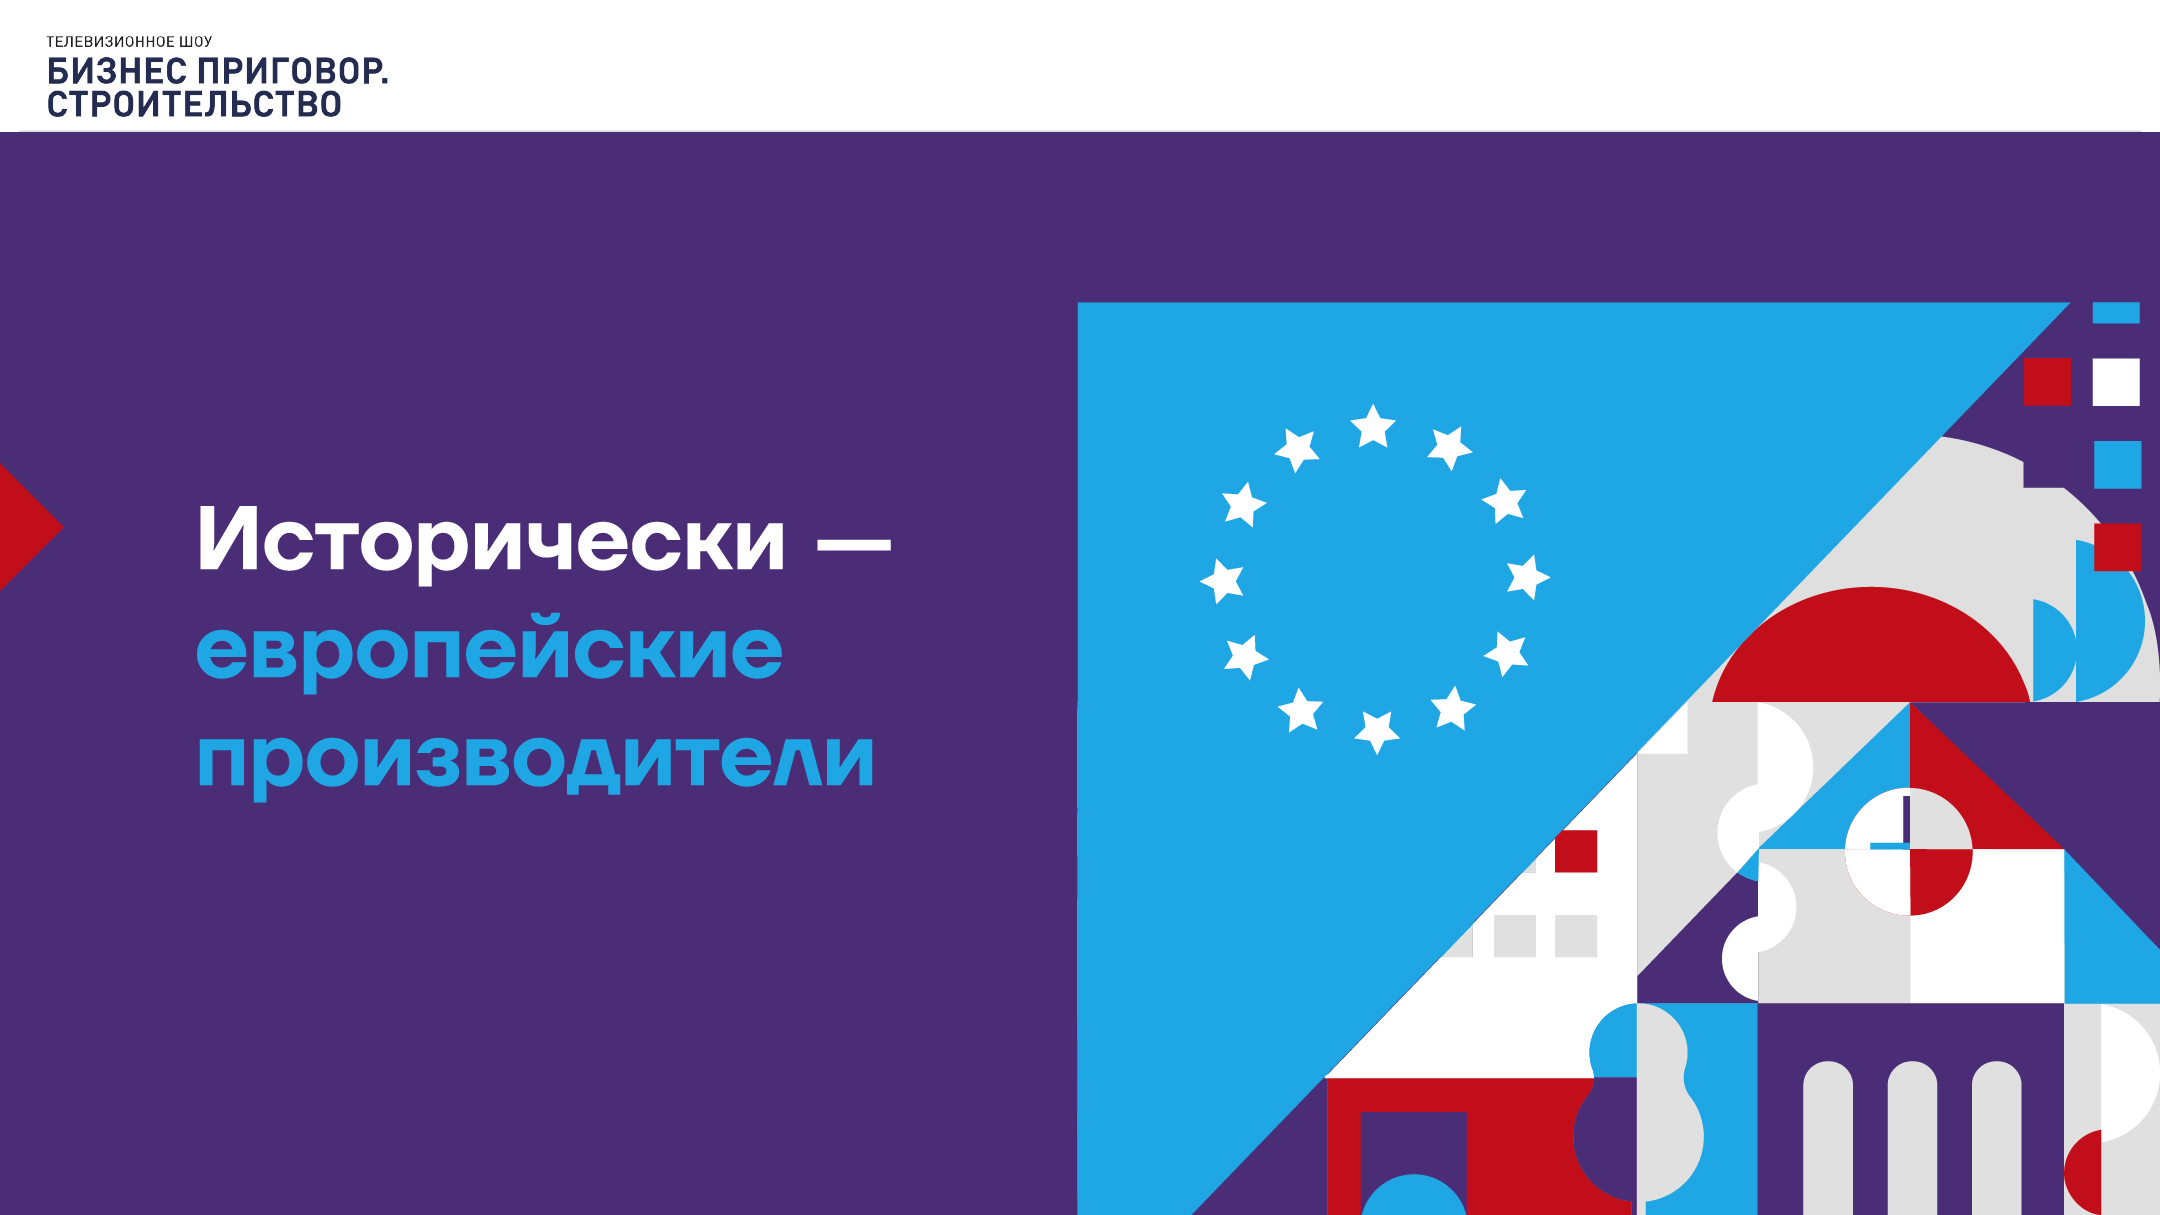 ТЕЛЕВИЗИОННОЕ ШОУ
БИЗНЕС ПРИГОВОР.
СТРОИТЕЛЬСТВО
Исторически —
европейские
производители